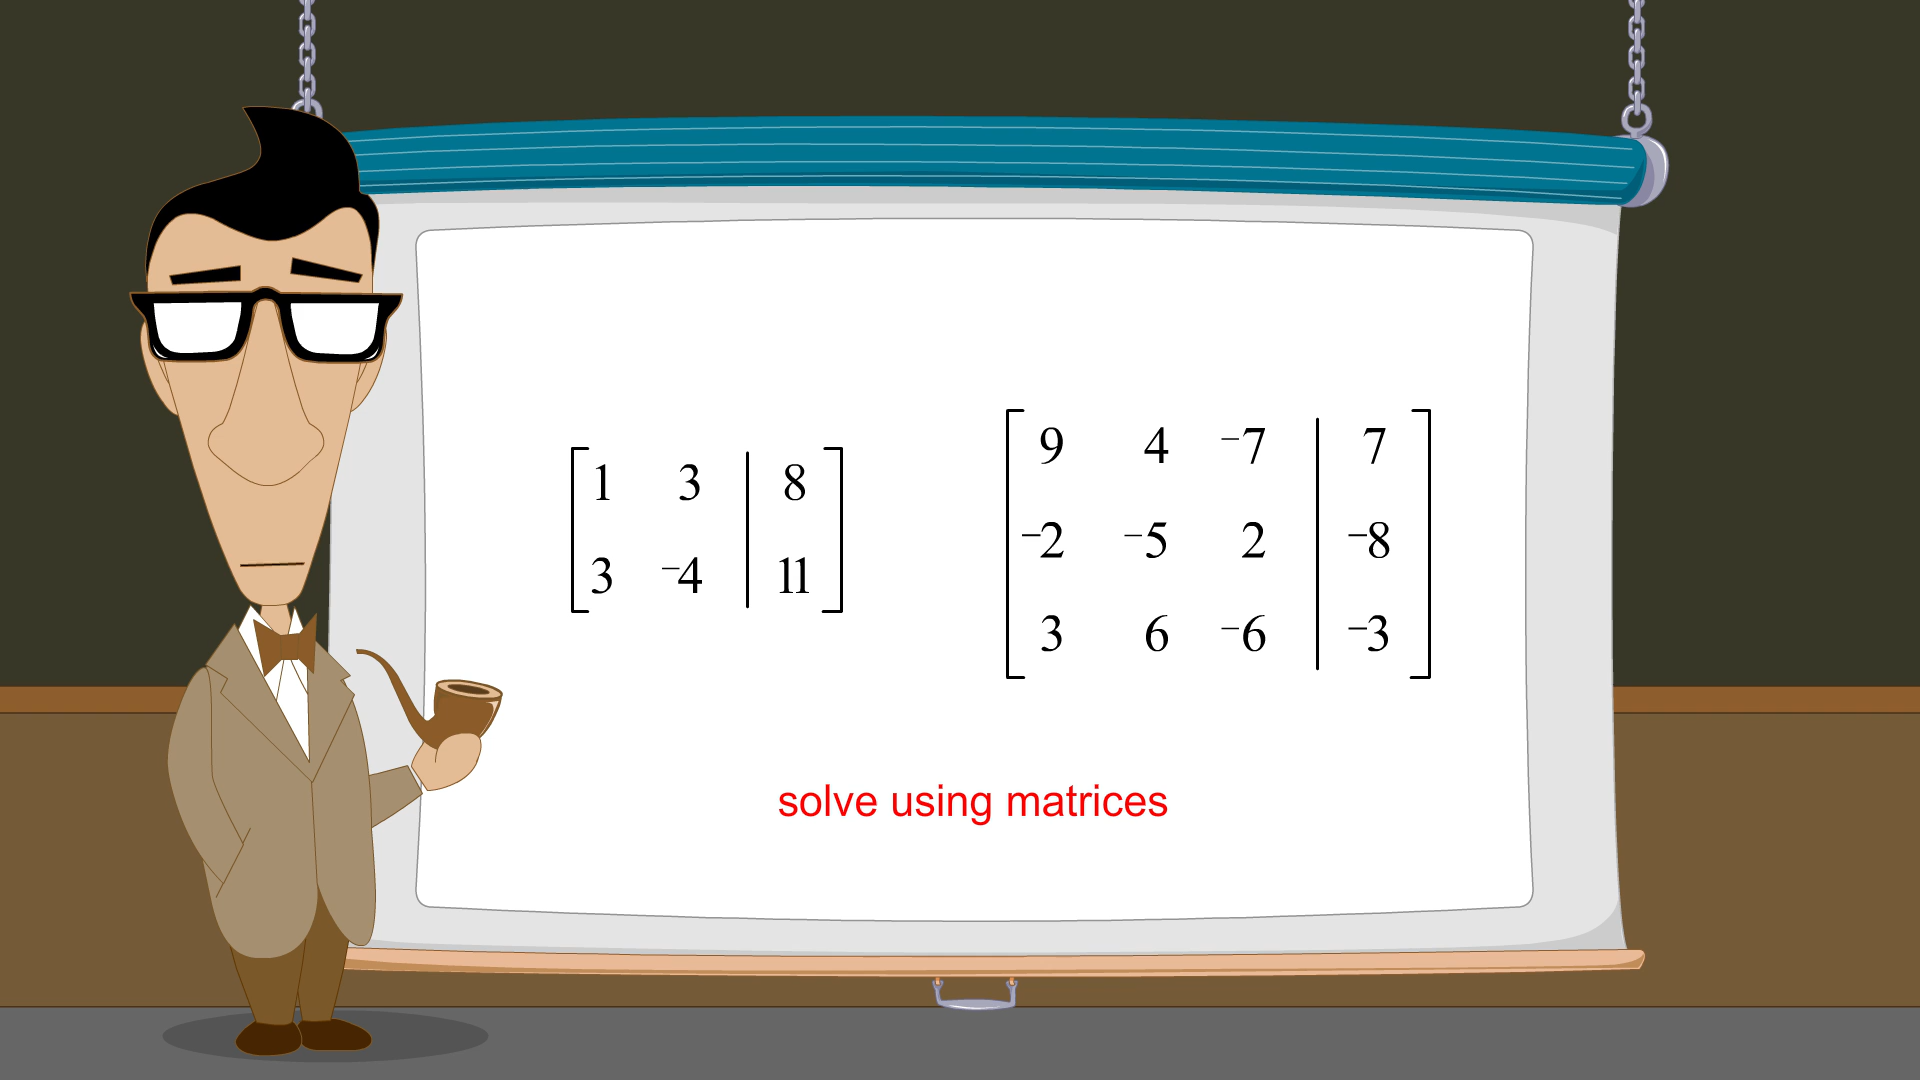 1 3 | 8
3 ⁻4 | 11
9 4 ⁻7 | 7
⁻2 ⁻5 2 | ⁻8
3 6 ⁻6 | ⁻3
solve using matrices